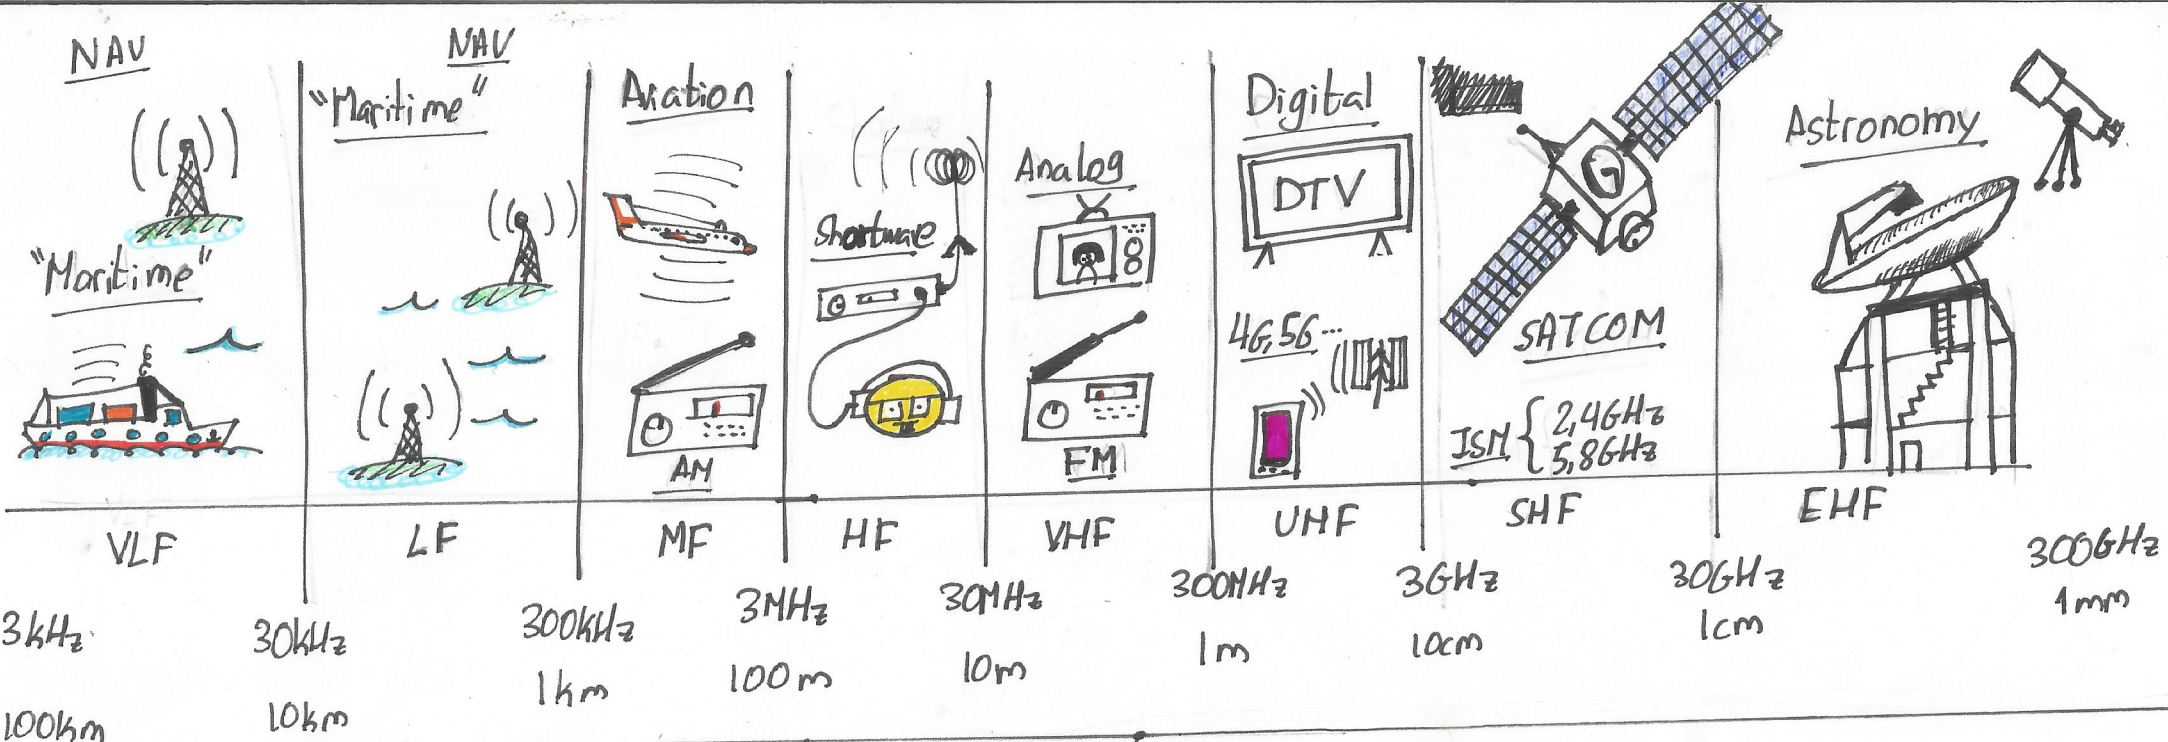 NAV
"Maritime"
NAV
"Maritime"
Aviation
AM
Shortwave
Analog
FM
Digital
DTV
4G,5G...
SATCOM
ISM { 2,4GHz
5,8GHz
Astronomy
VLF LF MF HF VHF UHF SHF EHF
3kHz 30kHz 300kHz 3MHz 30MHz 300MHz 3GHz 30GHz 300GHz
100km 10km 1km 100m 10m 1m 10cm 1cm 1mm